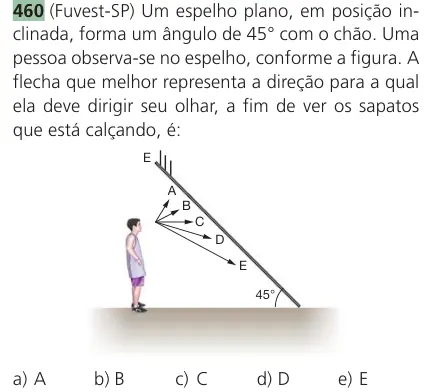 460 (Fuvest-SP) Um espelho plano, em posição in-
clinada, forma um ângulo de 45° com o chão. Uma
pessoa observa-se no espelho, conforme a figura. A
flecha que melhor representa a direção para a qual
ela deve dirigir seu olhar, a fim de ver os sapatos
que está calçando, é:
E
A
B
C
D
E
45°
a) A b) B c) C d) D e) E